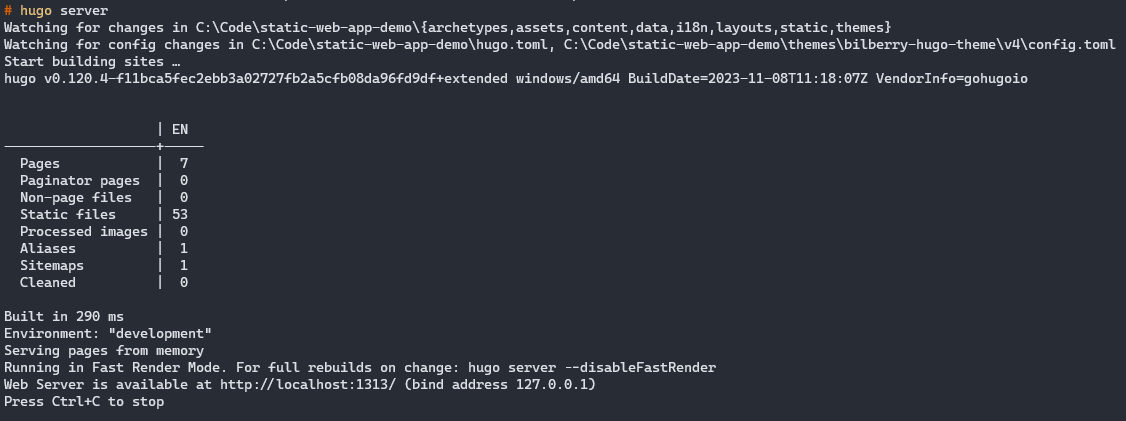 # hugo server
Watching for changes in C:\Code\static-web-app-demo\{archetypes,assets,content,data,i18n,layouts,static,themes}
Watching for config changes in C:\Code\static-web-app-demo\hugo.toml, C:\Code\static-web-app-demo\themes\bilberry-hugo-theme\v4\config.toml
Start building sites …
hugo v0.120.4-f11bca5fec2ebb3a02727fb2a5cfb08da96fd9df+extended windows/amd64 BuildDate=2023-11-08T11:18:07Z VendorInfo=gohugoio
                   | EN
-------------------+-----
  Pages            |  7
  Paginator pages  |  0
  Non-page files   |  0
  Static files     | 53
  Processed images |  0
  Aliases          |  1
  Sitemaps         |  1
  Cleaned          |  0
Built in 290 ms
Environment: "development"
Serving pages from memory
Running in Fast Render Mode. For full rebuilds on change: hugo server --disableFastRender
Web Server is available at http://localhost:1313/ (bind address 127.0.0.1)
Press Ctrl+C to stop